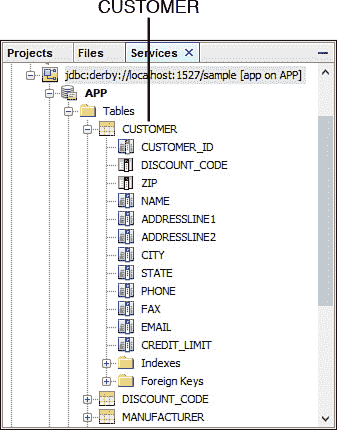 CUSTOMER
Projects Files Services ×
jdbc:derby://localhost:1527/sample [app on APP]
APP
Tables
CUSTOMER
CUSTOMER_ID
DISCOUNT_CODE
ZIP
NAME
ADDRESSLINE1
ADDRESSLINE2
CITY
STATE
PHONE
FAX
EMAIL
CREDIT_LIMIT
Indexes
Foreign Keys
DISCOUNT_CODE
MANUFACTURER